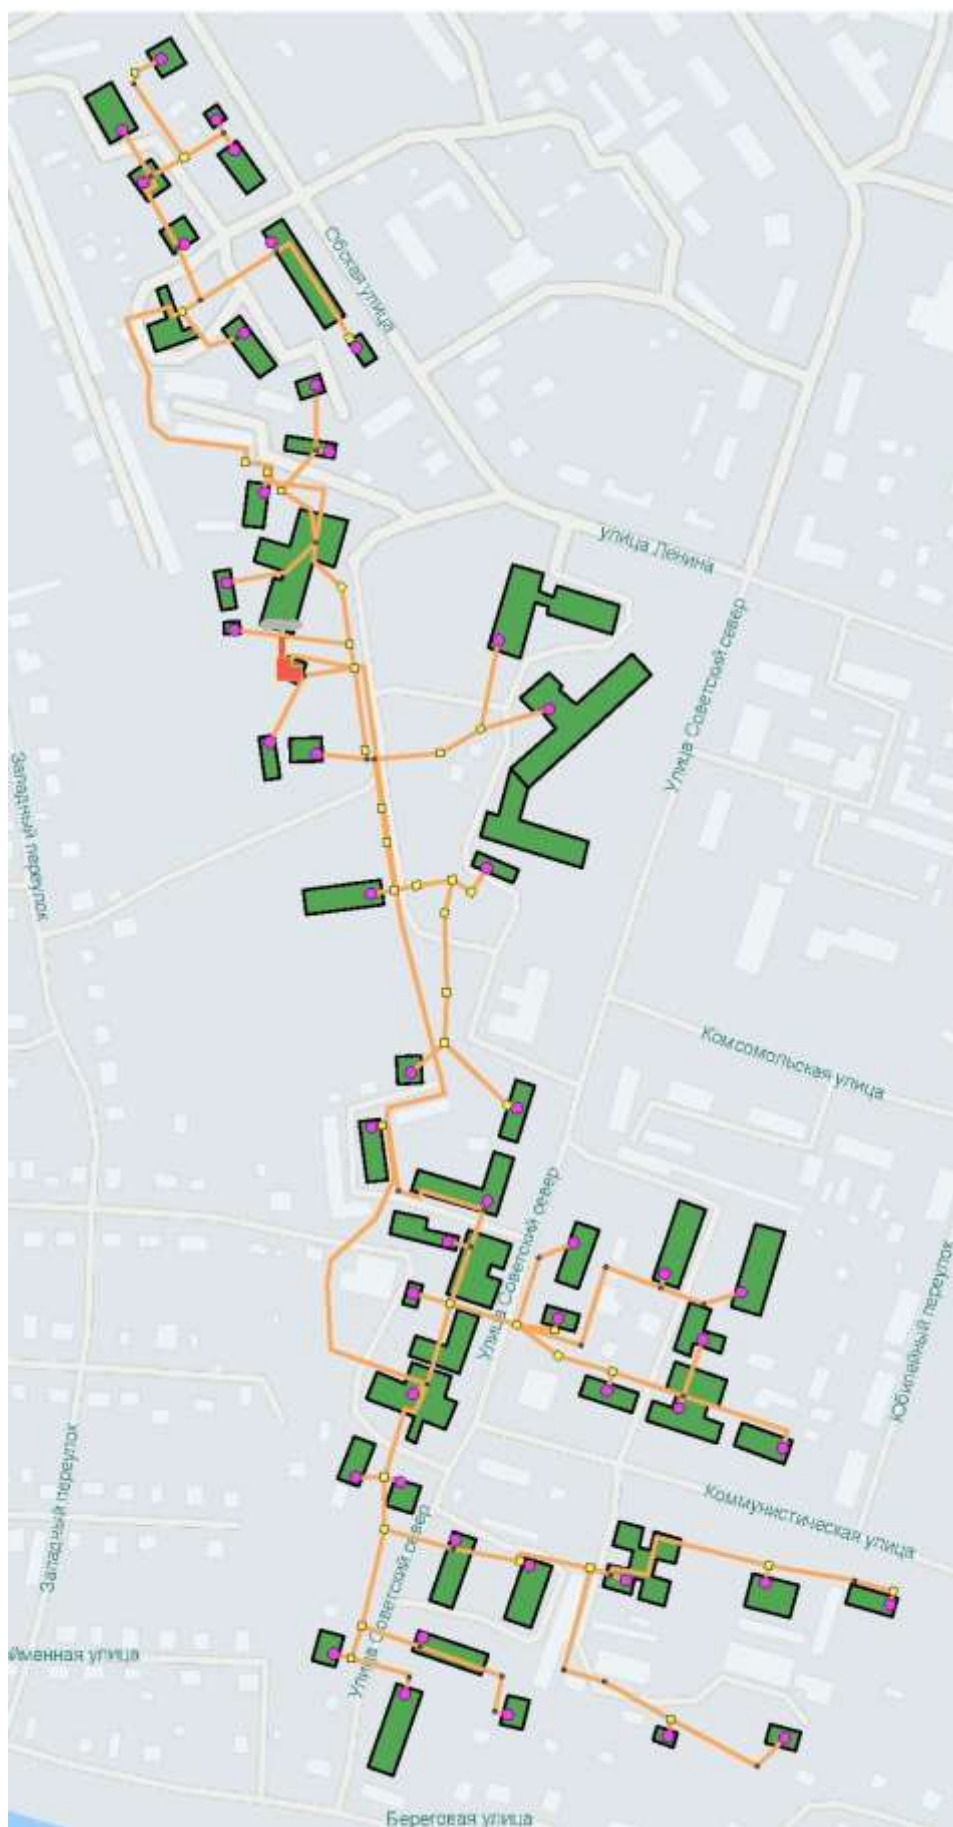 Обская улица
улица Ленина
Улица Советский север
Западный переулок
Комсомольская улица
Улица Советский север
Юбилейный переулок
Западный переулок
Коммунистическая улица
Улица Советский север
йменная улица
Береговая улица